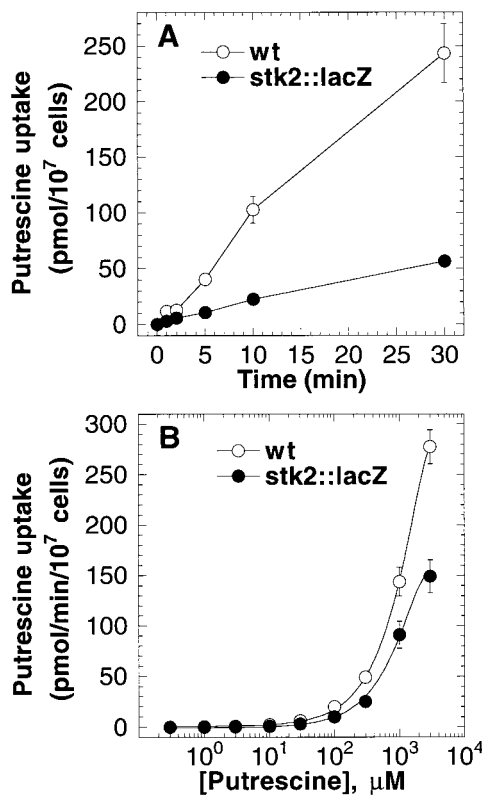 A
wt
stk2::lacZ
Putrescine uptake
(pmol/10⁷ cells)
250
200
150
100
50
0
0 5 10 15 20 25 30
Time (min)
B
wt
stk2::lacZ
Putrescine uptake
(pmol/min/10⁷ cells)
300
250
200
150
100
50
0
10⁰ 10¹ 10² 10³ 10⁴
[Putrescine], μM